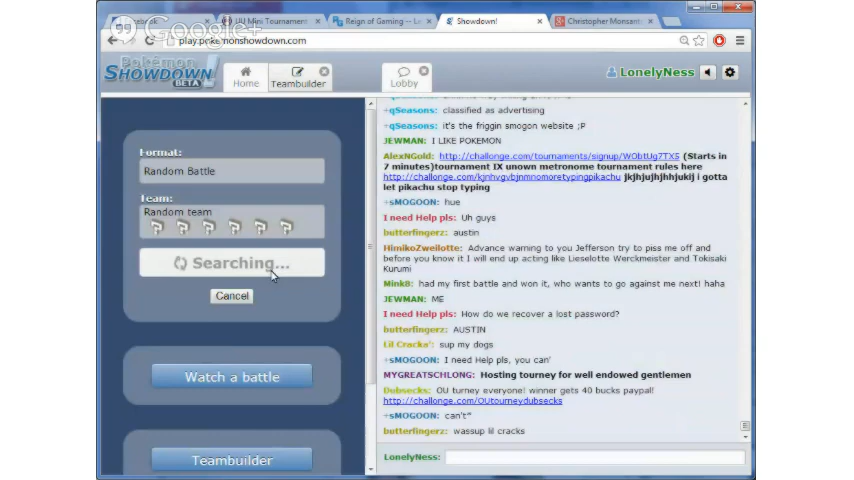 Facebook
UU Mini Tournament
Reign of Gaming -- L
Showdown!
Christopher Monsant
Google+
play.pokemonshowdown.com
Pokémon
SHOWDOWN!
BETA
Home
Teambuilder
Lobby
LonelyNess
Format:
Random Battle
Team:
Random team
Searching...
Cancel
Watch a battle
Teambuilder
+qSeasons: classified as advertising
+qSeasons: it's the friggin smogon website ;P
JEWMAN: I LIKE POKEMON
AlexNGold: http://challonge.com/tournaments/signup/WObtUg7TXS (Starts in
7 minutes)tournament IX unown metronome tournament rules here
http://challonge.com/kjnhvgvbjnmnomoretypingpikachu jkjhjujhjhhjukij i gotta
let pikachu stop typing
+sMOGOON: hue
I need Help pls: Uh guys
butterfingerz: austin
HimikoZweilotte: Advance warning to you Jefferson try to piss me off and
before you know it I will end up acting like Lieselotte Werckmeister and Tokisaki
Kurumi
Mink8: had my first battle and won it, who wants to go against me next! haha
JEWMAN: ME
I need Help pls: How do we recover a lost password?
butterfingerz: AUSTIN
Lil Cracka': sup my dogs
+sMOGOON: I need Help pls, you can'
MYGREATSCHLONG: Hosting tourney for well endowed gentlemen
Dubsecks: OU turney everyone! winner gets 40 bucks paypal!
http://challonge.com/OUtourneydubsecks
+sMOGOON: can't*
butterfingerz: wassup lil cracks
LonelyNess: